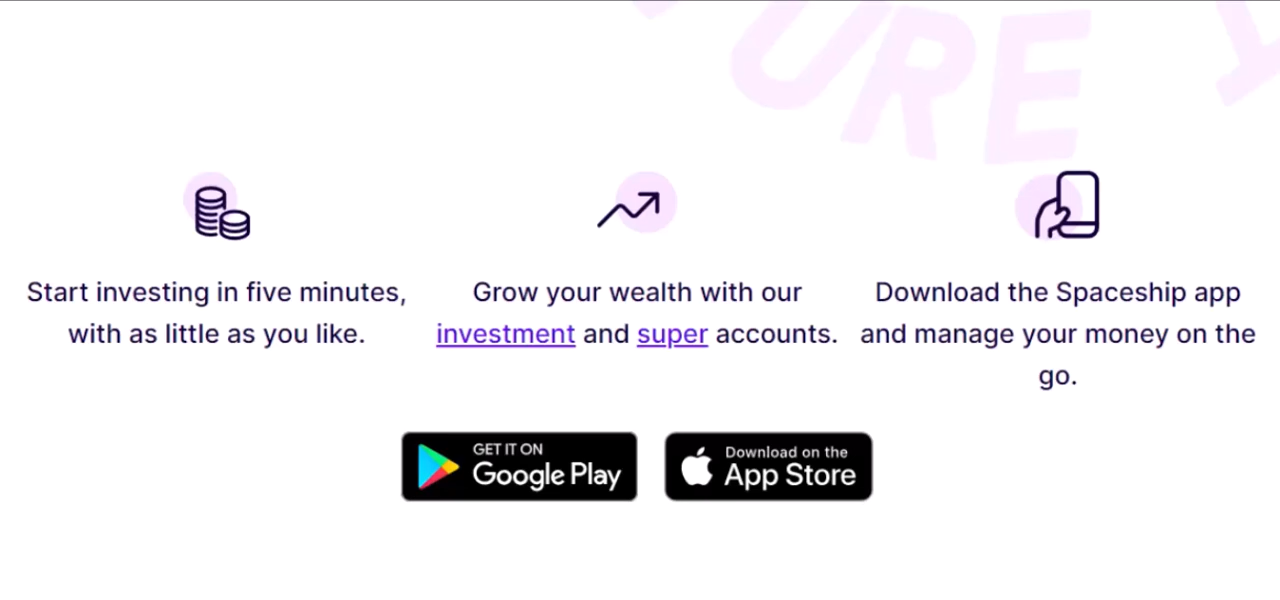 URE
Start investing in five minutes,
with as little as you like.
Grow your wealth with our
investment and super accounts.
Download the Spaceship app
and manage your money on the
go.
GET IT ON
Google Play
Download on the
App Store